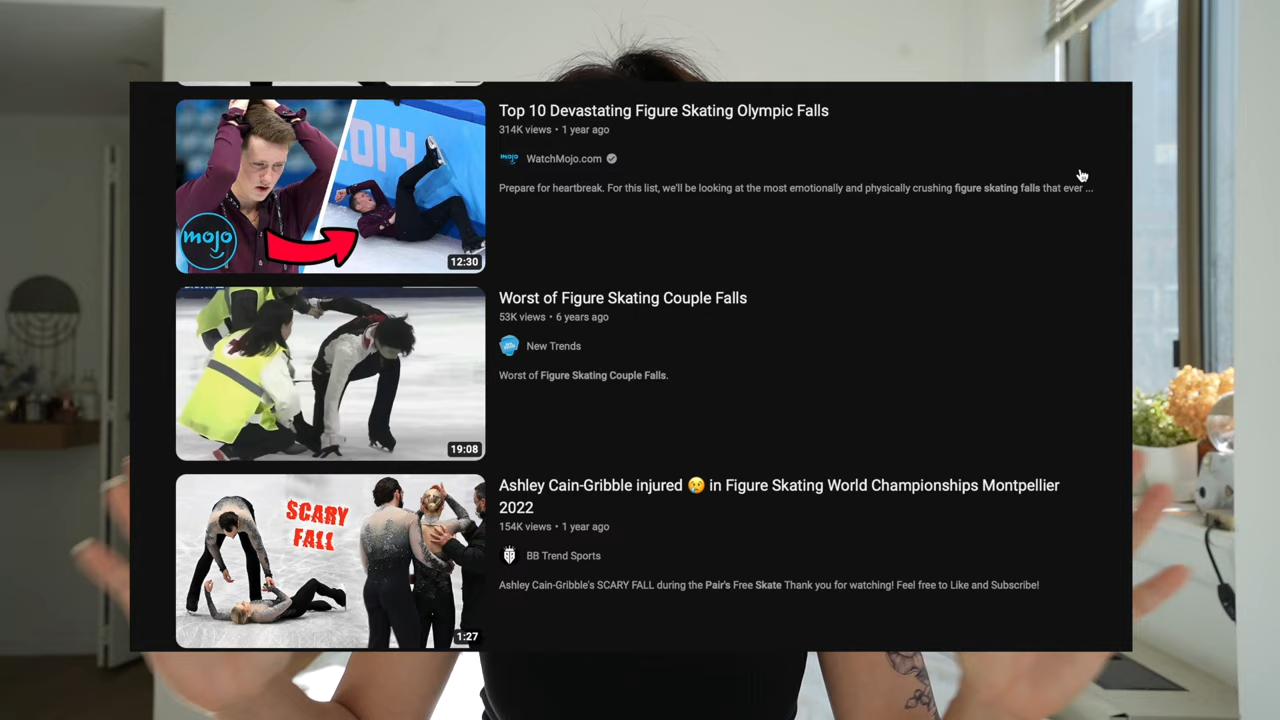 2014
mojo
12:30
Top 10 Devastating Figure Skating Olympic Falls
314K views • 1 year ago
mojo
WatchMojo.com
Prepare for heartbreak. For this list, we'll be looking at the most emotionally and physically crushing figure skating falls that ever ...
19:08
Worst of Figure Skating Couple Falls
53K views • 6 years ago
New Trends
Worst of Figure Skating Couple Falls.
SCARY
FALL
1:27
Ashley Cain-Gribble injured 😢 in Figure Skating World Championships Montpellier
2022
154K views • 1 year ago
BB Trend Sports
Ashley Cain-Gribble's SCARY FALL during the Pair's Free Skate Thank you for watching! Feel free to Like and Subscribe!